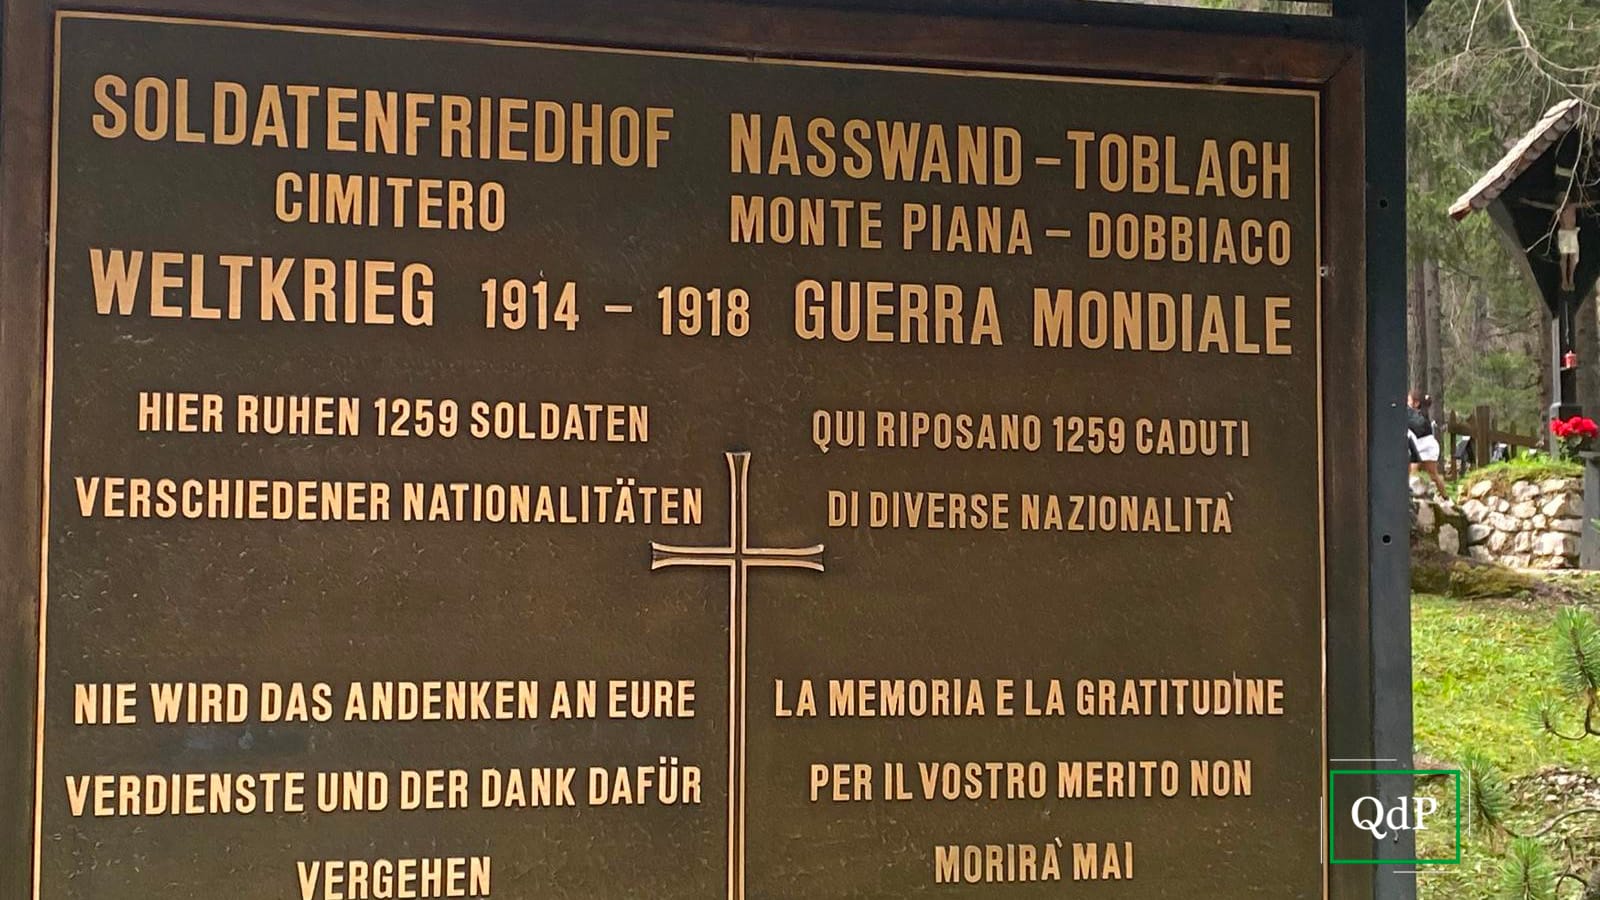 SOLDATENFRIEDHOF NASSWAND – TOBLACH
CIMITERO MONTE PIANA – DOBBIACO
WELTKRIEG 1914 – 1918 GUERRA MONDIALE
HIER RUHEN 1259 SOLDATEN
VERSCHIEDENER NATIONALITÄTEN
QUI RIPOSANO 1259 CADUTI
DI DIVERSE NAZIONALITÀ
NIE WIRD DAS ANDENKEN AN EURE
VERDIENSTE UND DER DANK DAFÜR
VERGEHEN
LA MEMORIA E LA GRATITUDINE
PER IL VOSTRO MERITO NON
MORIRÀ MAI
QdP